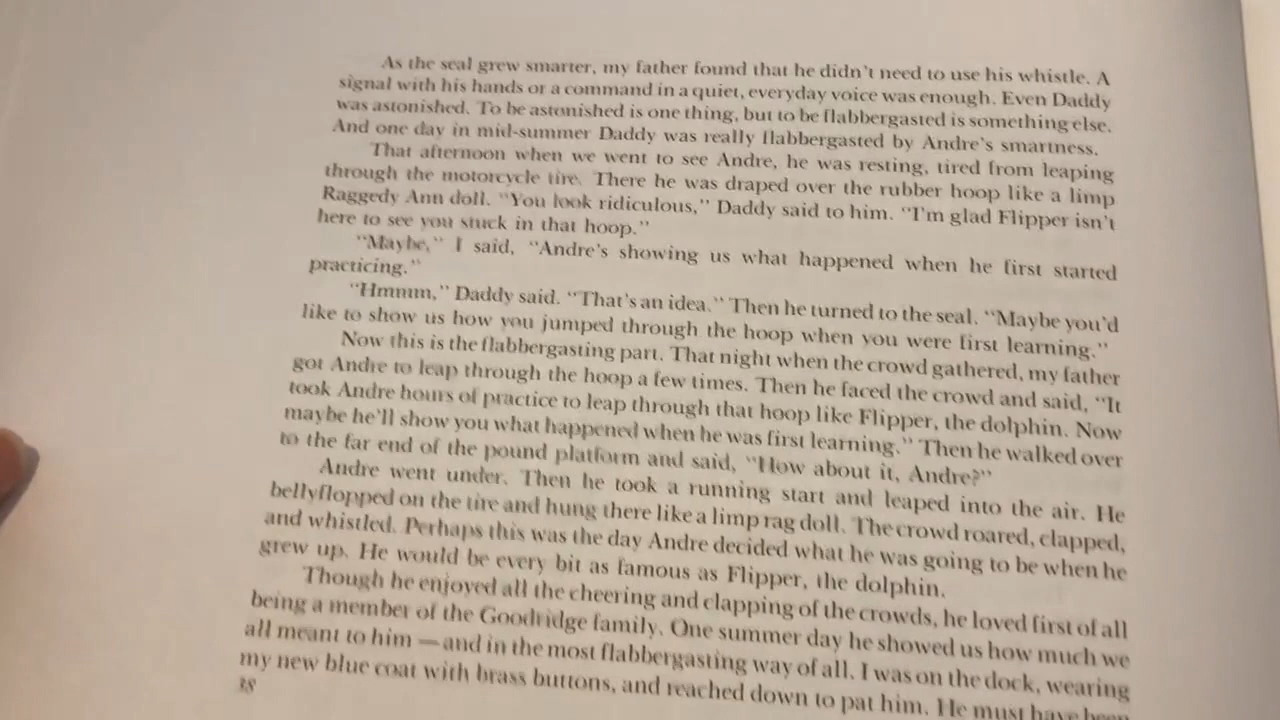 As the seal grew smarter, my father found that he didn't need to use his whistle. A
signal with his hands or a command in a quiet, everyday voice was enough. Even Daddy
was astonished. To be astonished is one thing, but to be flabbergasted is something else.
And one day in mid-summer Daddy was really flabbergasted by Andre's smartness.
That afternoon when we went to see Andre, he was resting, tired from leaping
through the motorcycle tire. There he was draped over the rubber hoop like a limp
Raggedy Ann doll. "You look ridiculous," Daddy said to him. "I'm glad Flipper isn't
here to see you stuck in that hoop."
"Maybe," I said, "Andre's showing us what happened when he first started
practicing."
"Hmmm," Daddy said. "That's an idea." Then he turned to the seal. "Maybe you'd
like to show us how you jumped through the hoop when you were first learning."
Now this is the flabbergasting part. That night when the crowd gathered, my father
got Andre to leap through the hoop a few times. Then he faced the crowd and said, "It
took Andre hours of practice to leap through that hoop like Flipper, the dolphin. Now
maybe he'll show you what happened when he was first learning." Then he walked over
to the far end of the pound platform and said, "How about it, Andre?"
Andre went under. Then he took a running start and leaped into the air. He
bellyflopped on the tire and hung there like a limp rag doll. The crowd roared, clapped,
and whistled. Perhaps this was the day Andre decided what he was going to be when he
grew up. He would be every bit as famous as Flipper, the dolphin.
Though he enjoyed all the cheering and clapping of the crowds, he loved first of all
being a member of the Goodridge family. One summer day he showed us how much we
all meant to him — and in the most flabbergasting way of all. I was on the dock, wearing
my new blue coat with brass buttons, and reached down to pat him. He must have been